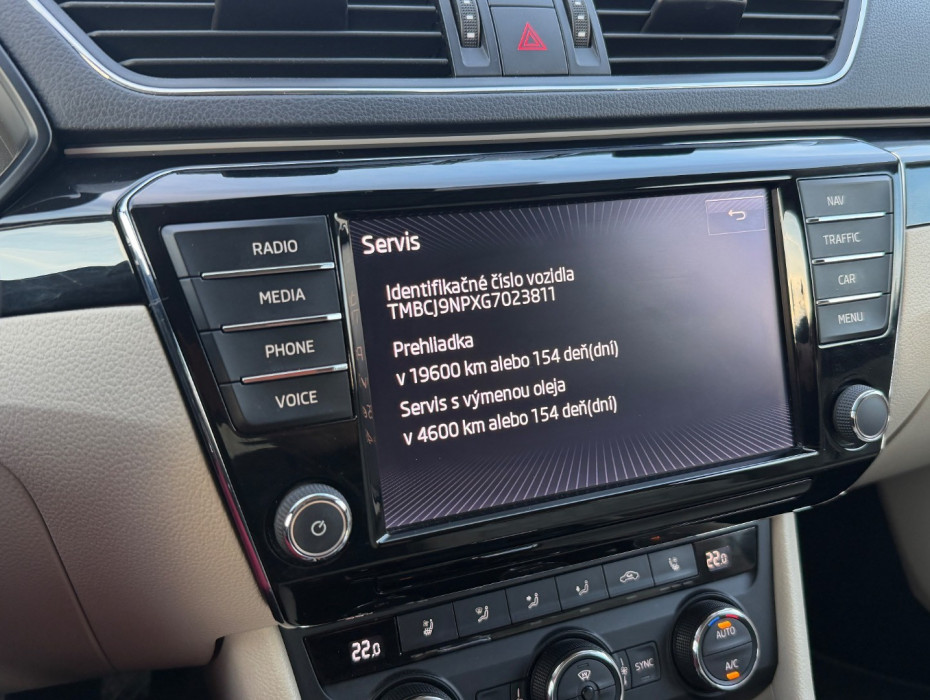 Servis
Identifikačné číslo vozidla
TMBCJ9NPXG7023811
Prehliadka
v 19600 km alebo 154 deň(dní)
Servis s výmenou oleja
v 4600 km alebo 154 deň(dní)
RADIO
MEDIA
PHONE
VOICE
NAV
TRAFFIC
CAR
MENU
22.0
22.0
SYNC
AUTO
A/C